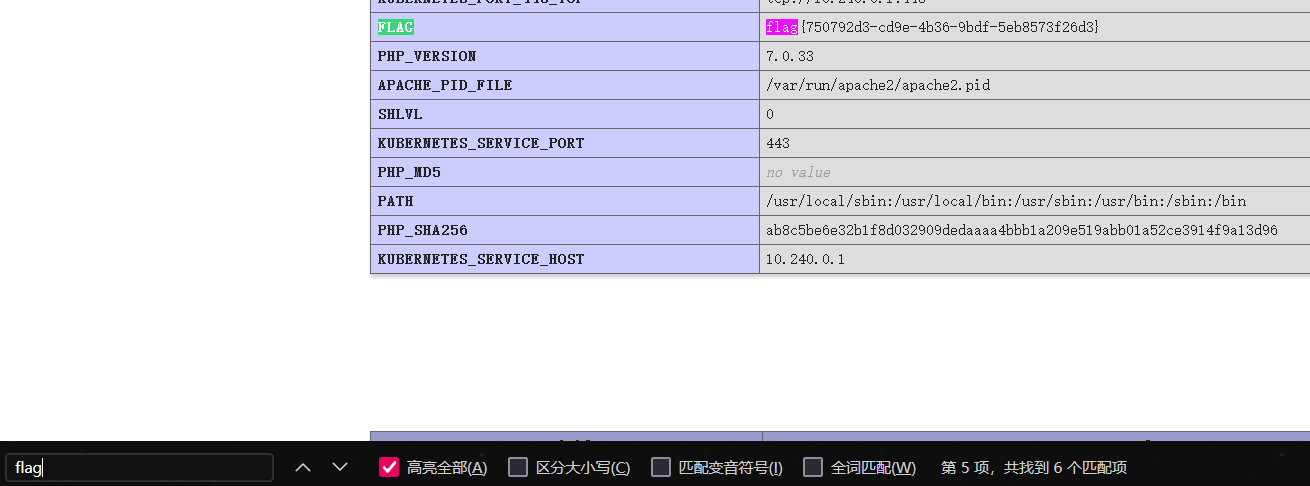 FLAG flag{750792d3-cd9e-4b36-9bdf-5eb8573f26d3}
PHP_VERSION 7.0.33
APACHE_PID_FILE /var/run/apache2/apache2.pid
SHLVL 0
KUBERNETES_SERVICE_PORT 443
PHP_MD5 no value
PATH /usr/local/sbin:/usr/local/bin:/usr/sbin:/usr/bin:/sbin:/bin
PHP_SHA256 ab8c5be6e32b1f8d032909dedaaaa4bbb1a209e519abb01a52ce3914f9a13d96
KUBERNETES_SERVICE_HOST 10.240.0.1
flag 高亮全部(A) 区分大小写(C) 匹配变音符号(I) 全词匹配(W) 第 5 项，共找到 6 个匹配项